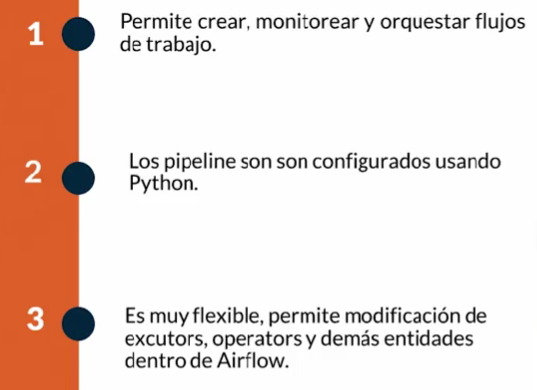 1
Permite crear, monitorear y orquestar flujos
de trabajo.
2
Los pipeline son son configurados usando
Python.
3
Es muy flexible, permite modificación de
excutors, operators y demás entidades
dentro de Airflow.